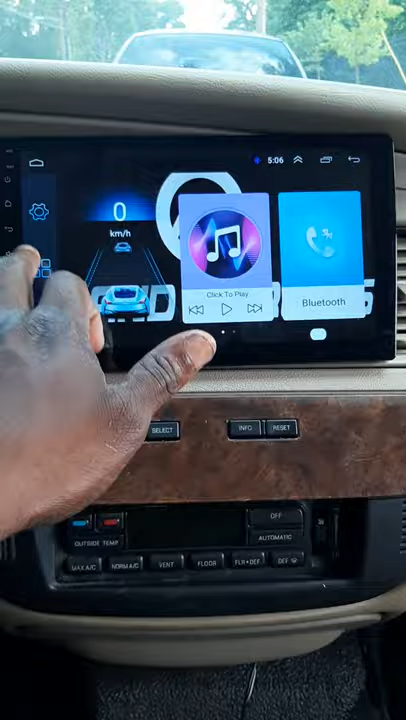 5:06
0
km/h
Click To Play
Bluetooth
SELECT
INFO
RESET
OFF
OUTSIDE TEMP
AUTOMATIC
MAX A/C
NORM A/C
VENT
FLOOR
FLR•DEF
DEF